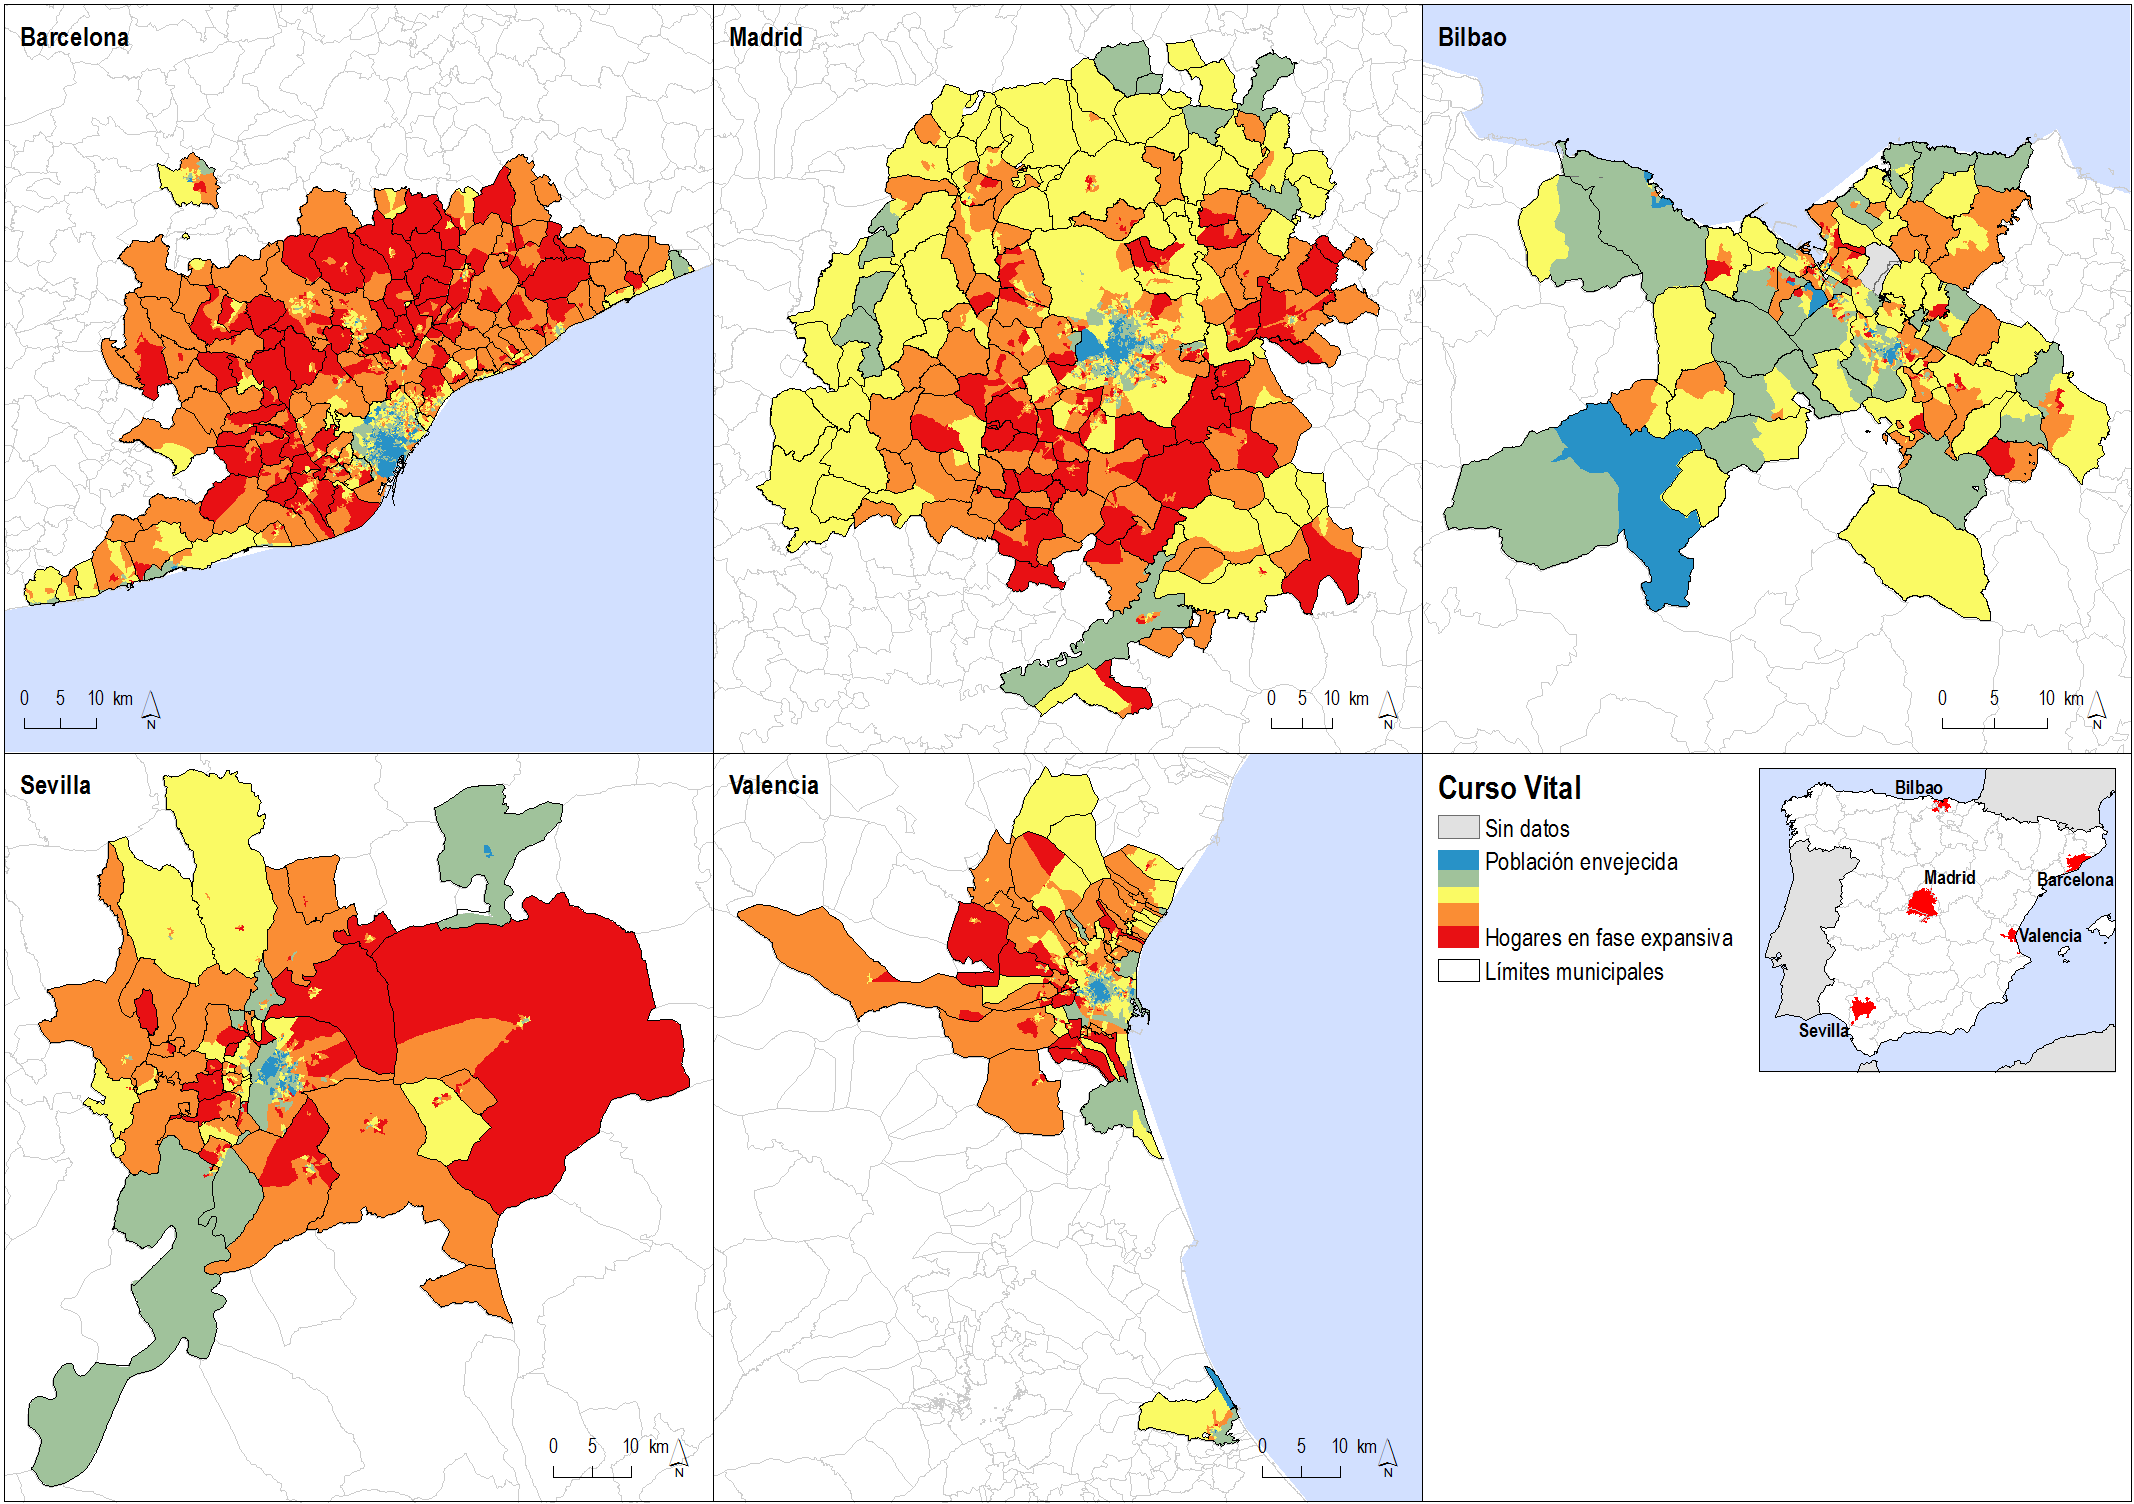 Barcelona
0 5 10 km
N
Madrid
0 5 10 km
N
Bilbao
0 5 10 km
N
Sevilla
0 5 10 km
N
Valencia
0 5 10 km
N
Curso Vital
Sin datos
Población envejecida
Hogares en fase expansiva
Límites municipales
Bilbao
Madrid
Barcelona
Valencia
Sevilla